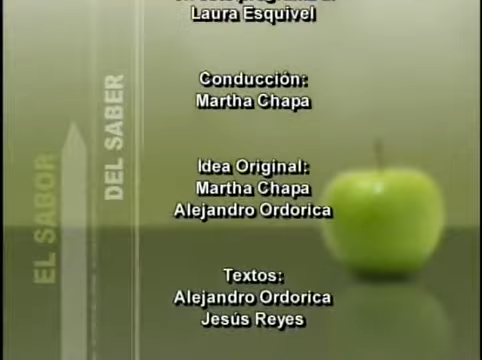 Laura Esquivel
Conducción:
Martha Chapa
Idea Original:
Martha Chapa
Alejandro Ordorica
Textos:
Alejandro Ordorica
Jesús Reyes
EL SABOR
DEL SABER